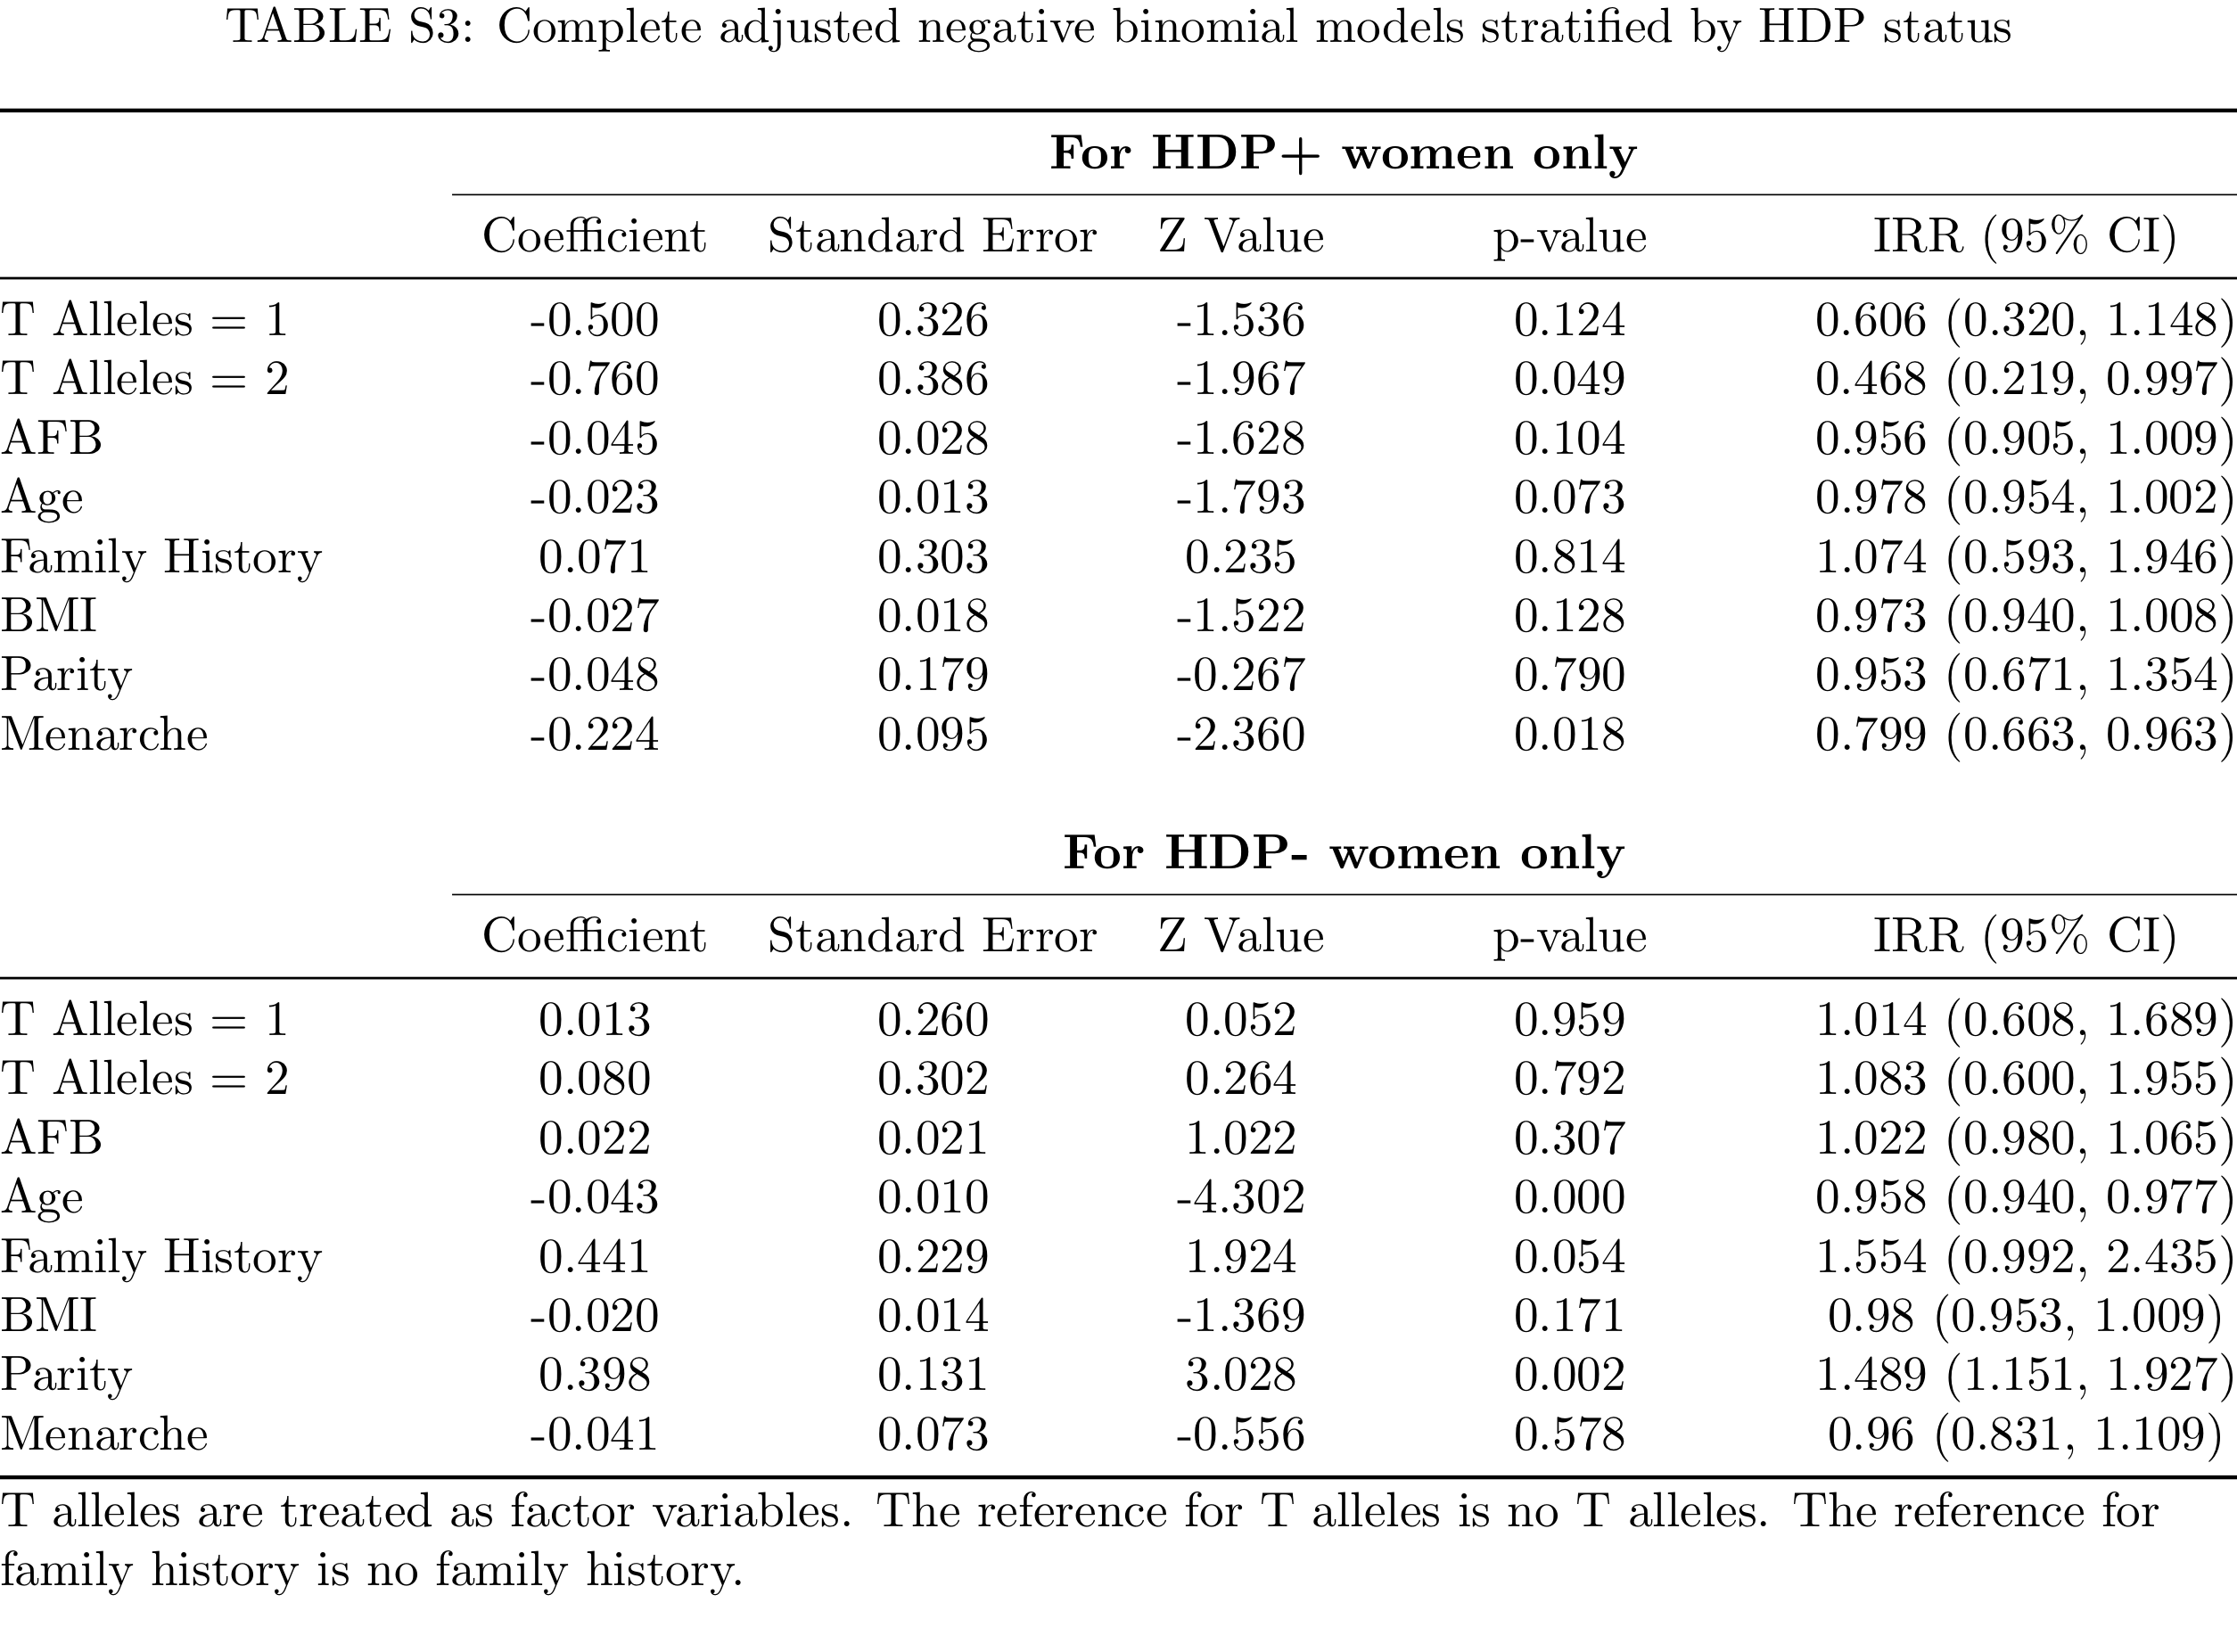 TABLE S3: Complete adjusted negative binomial models stratified by HDP status
For HDP+ women only
Coefficient Standard Error Z Value p-value IRR (95% CI)
T Alleles = 1 -0.500 0.326 -1.536 0.124 0.606 (0.320, 1.148)
T Alleles = 2 -0.760 0.386 -1.967 0.049 0.468 (0.219, 0.997)
AFB -0.045 0.028 -1.628 0.104 0.956 (0.905, 1.009)
Age -0.023 0.013 -1.793 0.073 0.978 (0.954, 1.002)
Family History 0.071 0.303 0.235 0.814 1.074 (0.593, 1.946)
BMI -0.027 0.018 -1.522 0.128 0.973 (0.940, 1.008)
Parity -0.048 0.179 -0.267 0.790 0.953 (0.671, 1.354)
Menarche -0.224 0.095 -2.360 0.018 0.799 (0.663, 0.963)
For HDP- women only
Coefficient Standard Error Z Value p-value IRR (95% CI)
T Alleles = 1 0.013 0.260 0.052 0.959 1.014 (0.608, 1.689)
T Alleles = 2 0.080 0.302 0.264 0.792 1.083 (0.600, 1.955)
AFB 0.022 0.021 1.022 0.307 1.022 (0.980, 1.065)
Age -0.043 0.010 -4.302 0.000 0.958 (0.940, 0.977)
Family History 0.441 0.229 1.924 0.054 1.554 (0.992, 2.435)
BMI -0.020 0.014 -1.369 0.171 0.98 (0.953, 1.009)
Parity 0.398 0.131 3.028 0.002 1.489 (1.151, 1.927)
Menarche -0.041 0.073 -0.556 0.578 0.96 (0.831, 1.109)
T alleles are treated as factor variables. The reference for T alleles is no T alleles. The reference for
family history is no family history.